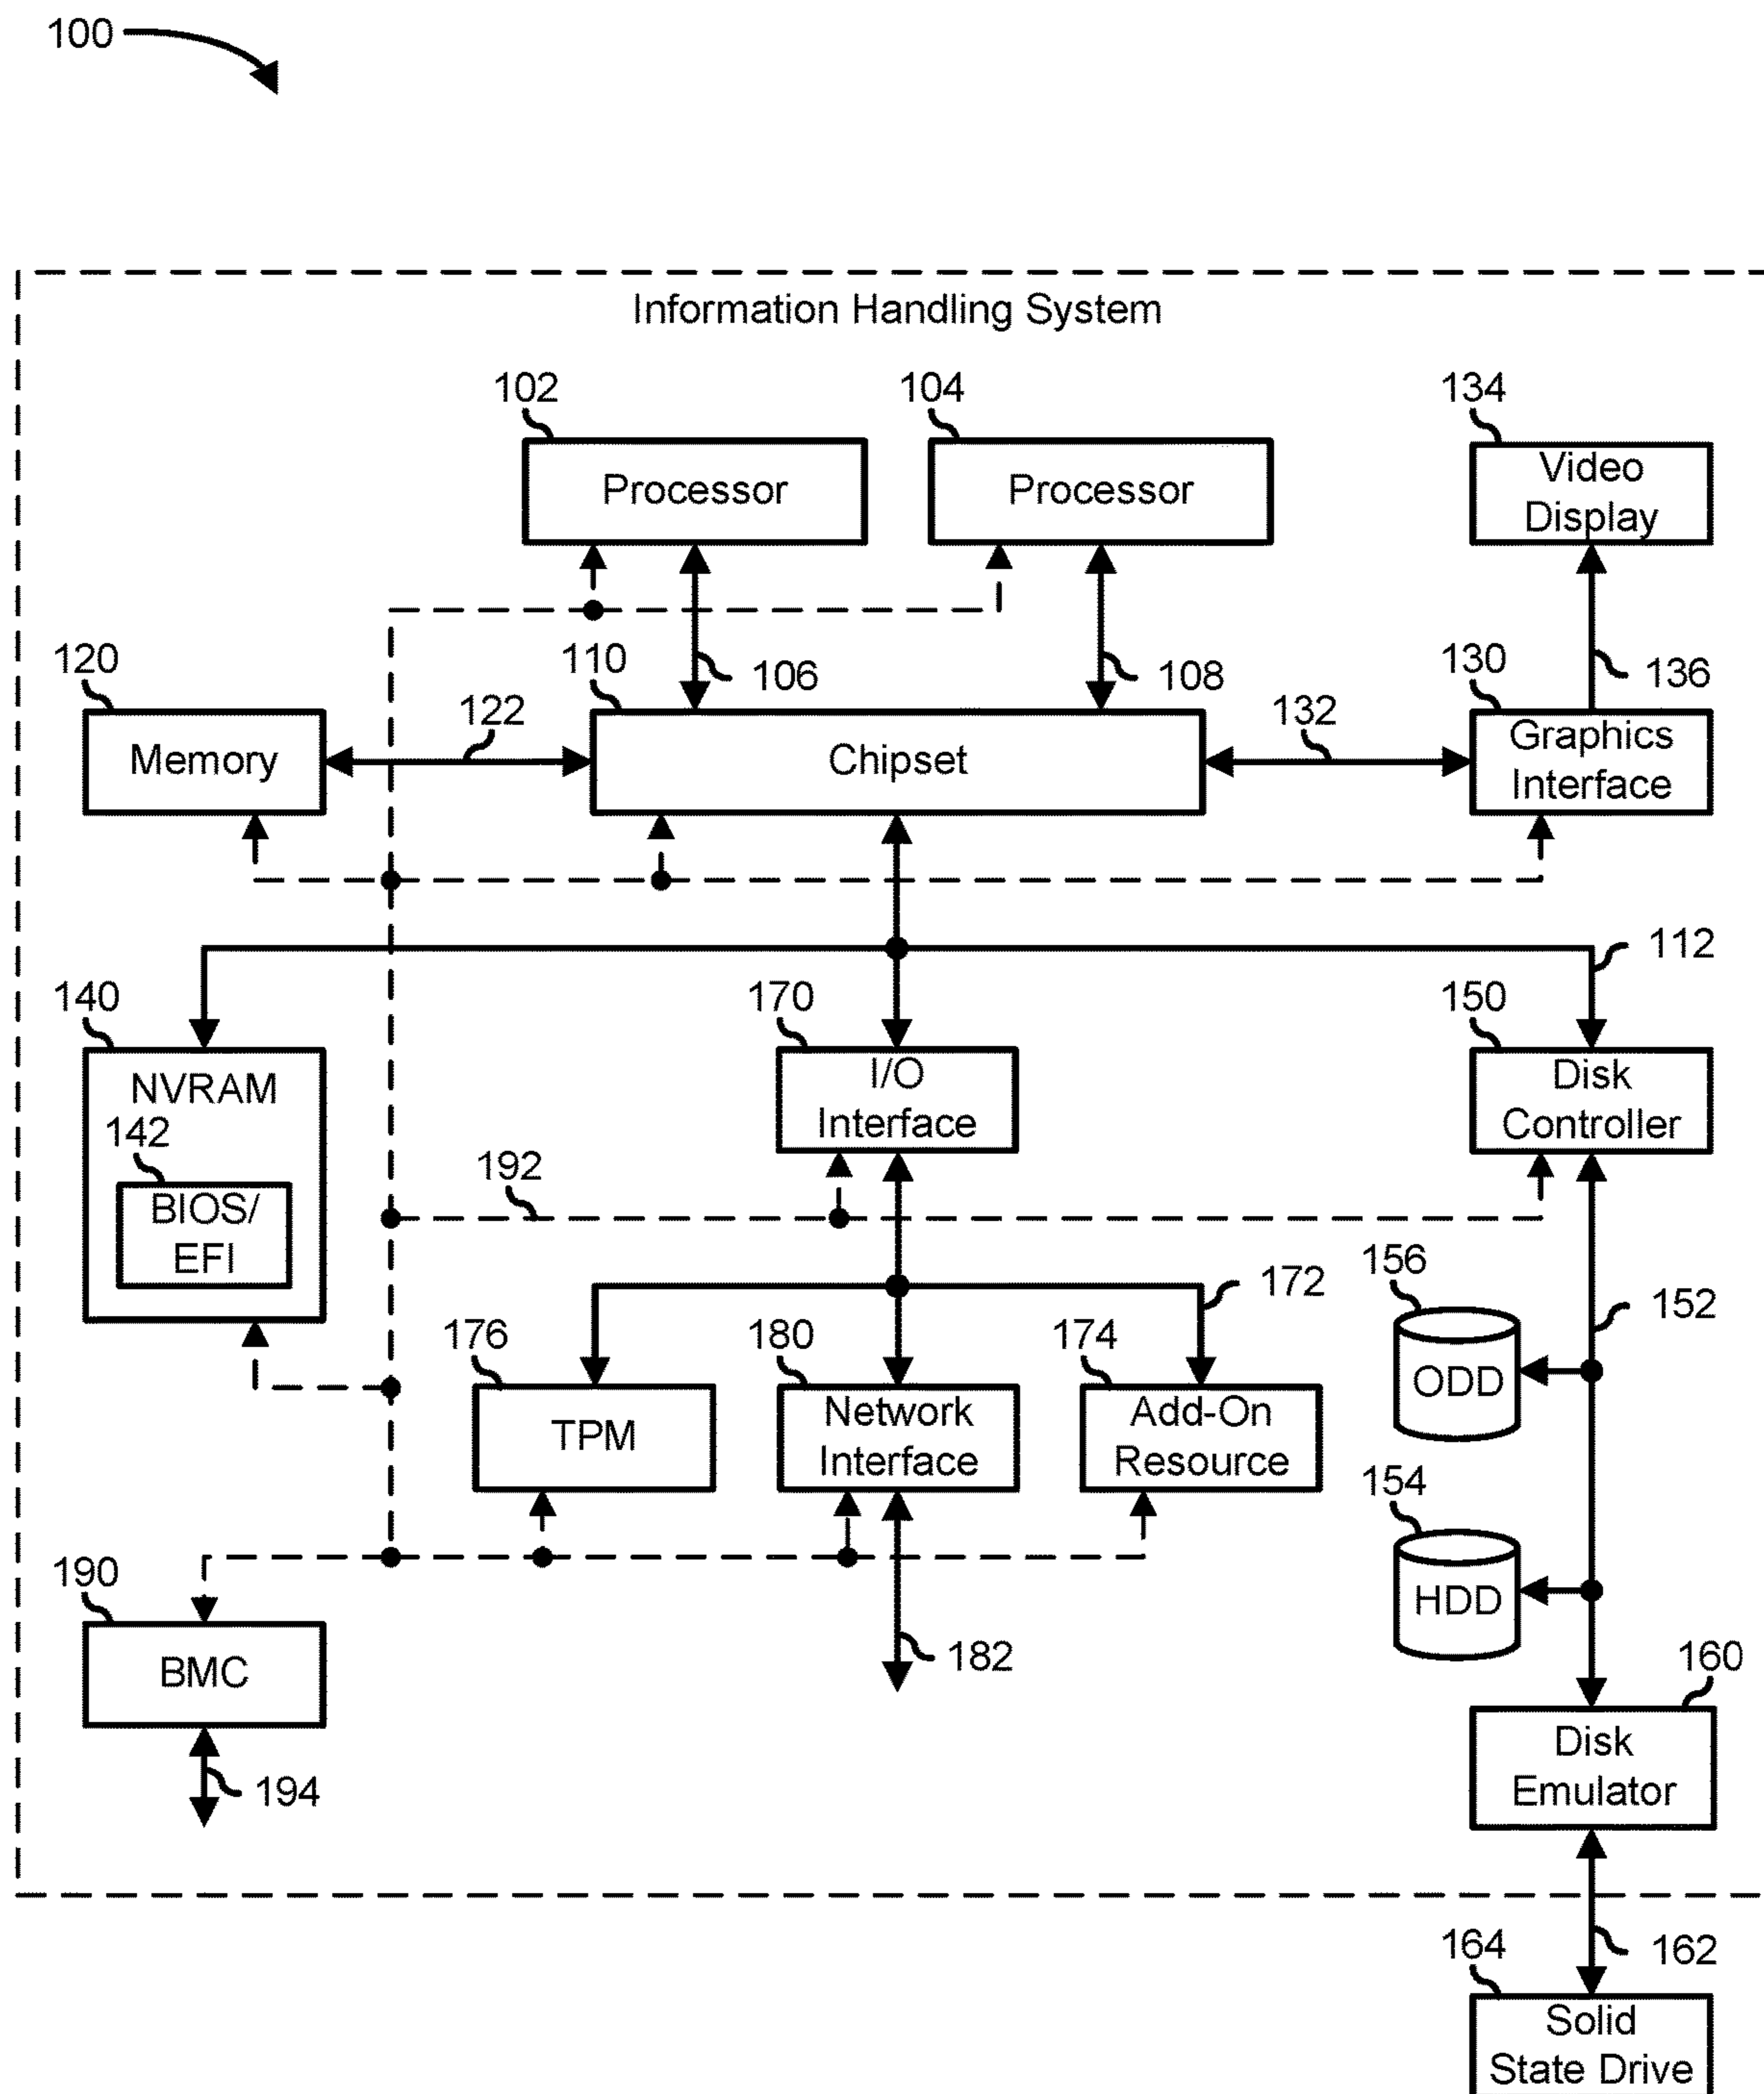 100
Information Handling System
102
104
134
Processor
Processor
Video
Display
120
110
106
108
130
136
122
132
Memory
Chipset
Graphics
Interface
112
140
170
150
NVRAM
I/O
Interface
Disk
Controller
142
BIOS/
EFI
192
156
172
152
176
180
174
ODD
TPM
Network
Interface
Add-On
Resource
154
HDD
190
182
160
BMC
Disk
Emulator
194
164
162
Solid
State Drive